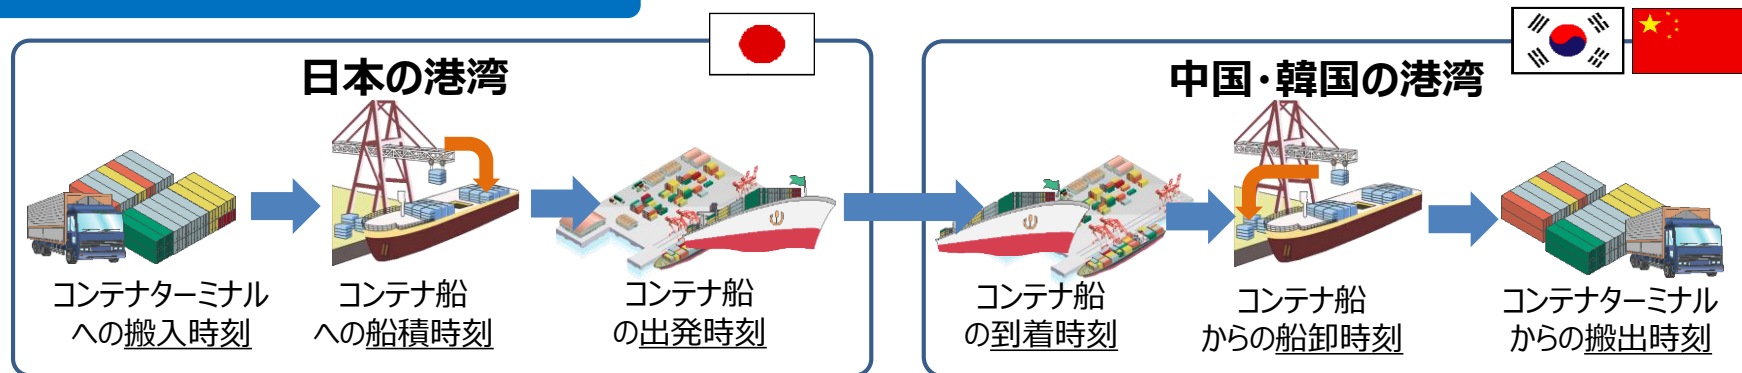 日本の港湾
コンテナターミナル
への搬入時刻
コンテナ船
への船積時刻
コンテナ船
の出発時刻
中国・韓国の港湾
コンテナ船
の到着時刻
コンテナ船
からの船卸時刻
コンテナターミナル
からの搬出時刻